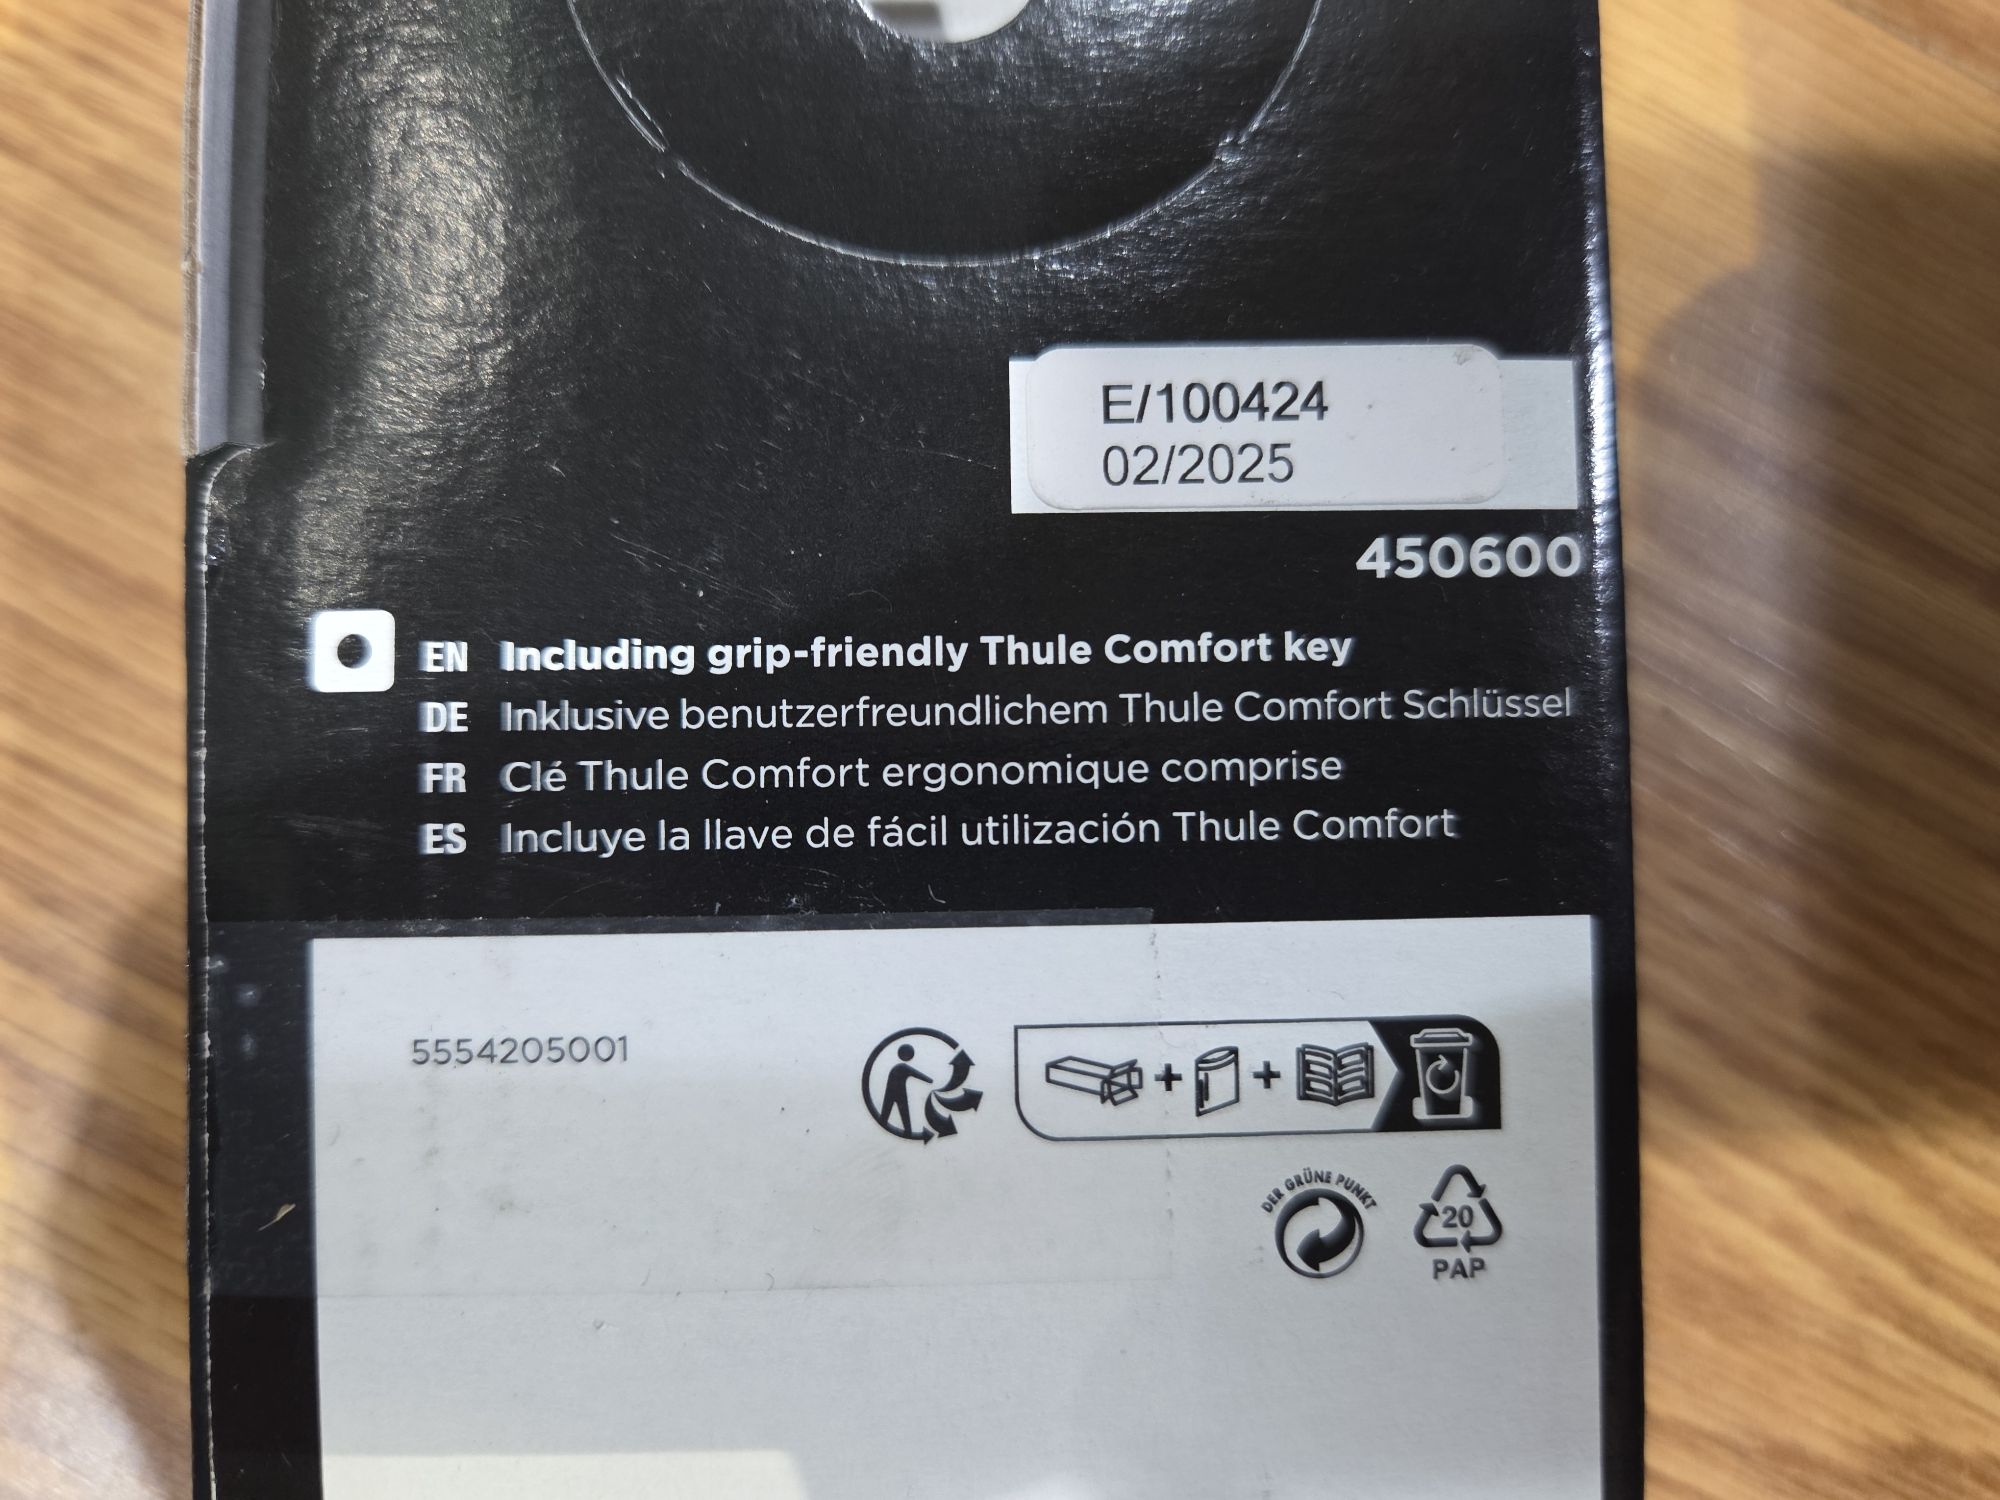 E/100424
02/2025
450600
EN Including grip-friendly Thule Comfort key
DE Inklusive benutzerfreundlichem Thule Comfort Schlüssel
FR Clé Thule Comfort ergonomique comprise
ES Incluye la llave de fácil utilización Thule Comfort
5554205001
+ +
DER GRÜNE PUNKT
20
PAP